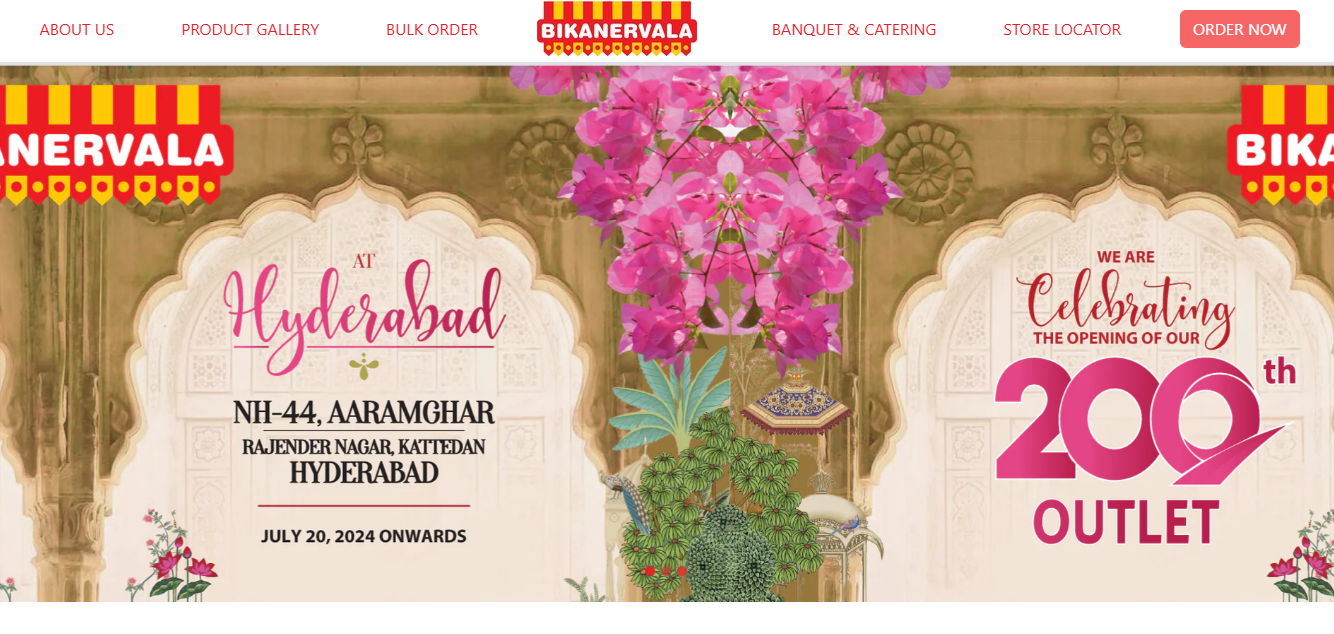 ABOUT US
PRODUCT GALLERY
BULK ORDER
BIKANERVALA
BANQUET & CATERING
STORE LOCATOR
ORDER NOW
ANERVALA
BIKA
AT
Hyderabad
NH-44, AARAMGHAR
RAJENDER NAGAR, KATTEDAN
HYDERABAD
JULY 20, 2024 ONWARDS
WE ARE
Celebrating
THE OPENING OF OUR
200th
OUTLET